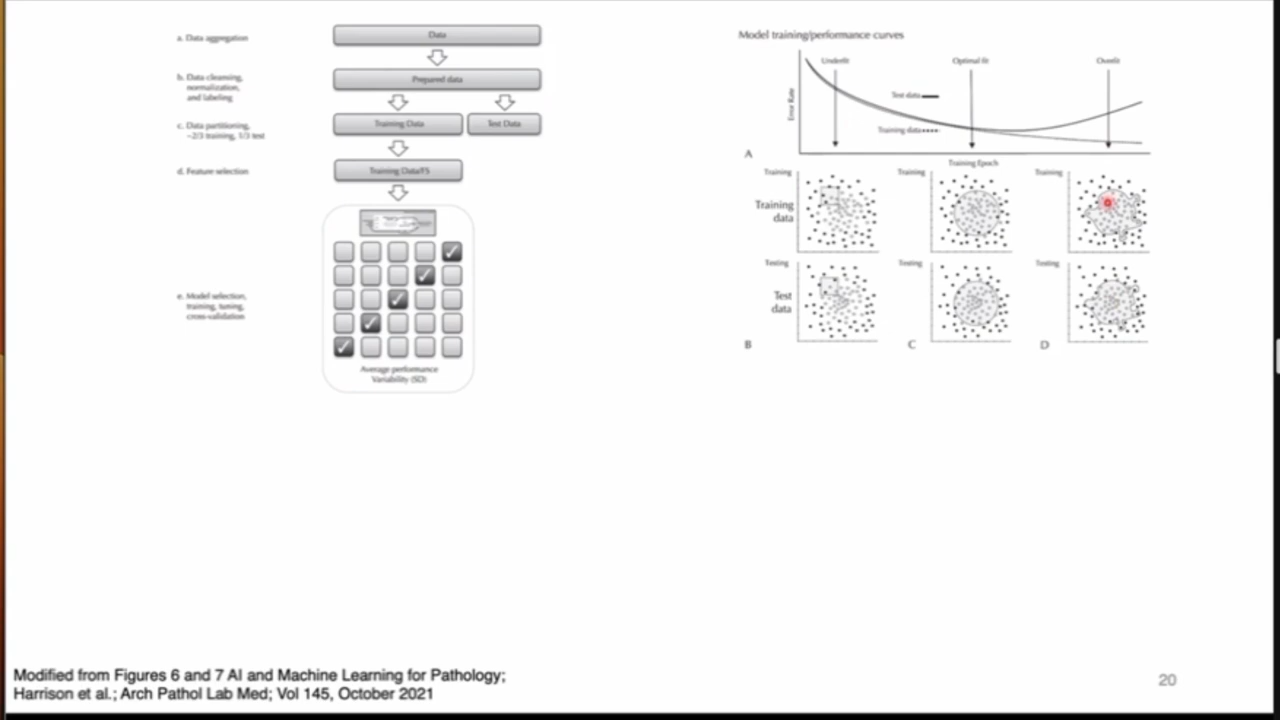 a. Data aggregation
Data
b. Data cleansing,
normalization,
and labeling
Prepared data
c. Data partitioning,
~2/3 training, 1/3 test
Training Data
Test Data
d. Feature selection
Training Data/FS
e. Model selection,
training, tuning,
cross-validation
Average performance
Variability (SD)
Model training/performance curves
Underfit
Optimal fit
Overfit
Error Rate
Test data
Training data
A
Training Epoch
Training
Training
Training
Training
data
Testing
Testing
Testing
Test
data
B
C
D
Modified from Figures 6 and 7 AI and Machine Learning for Pathology;
Harrison et al.; Arch Pathol Lab Med; Vol 145, October 2021
20